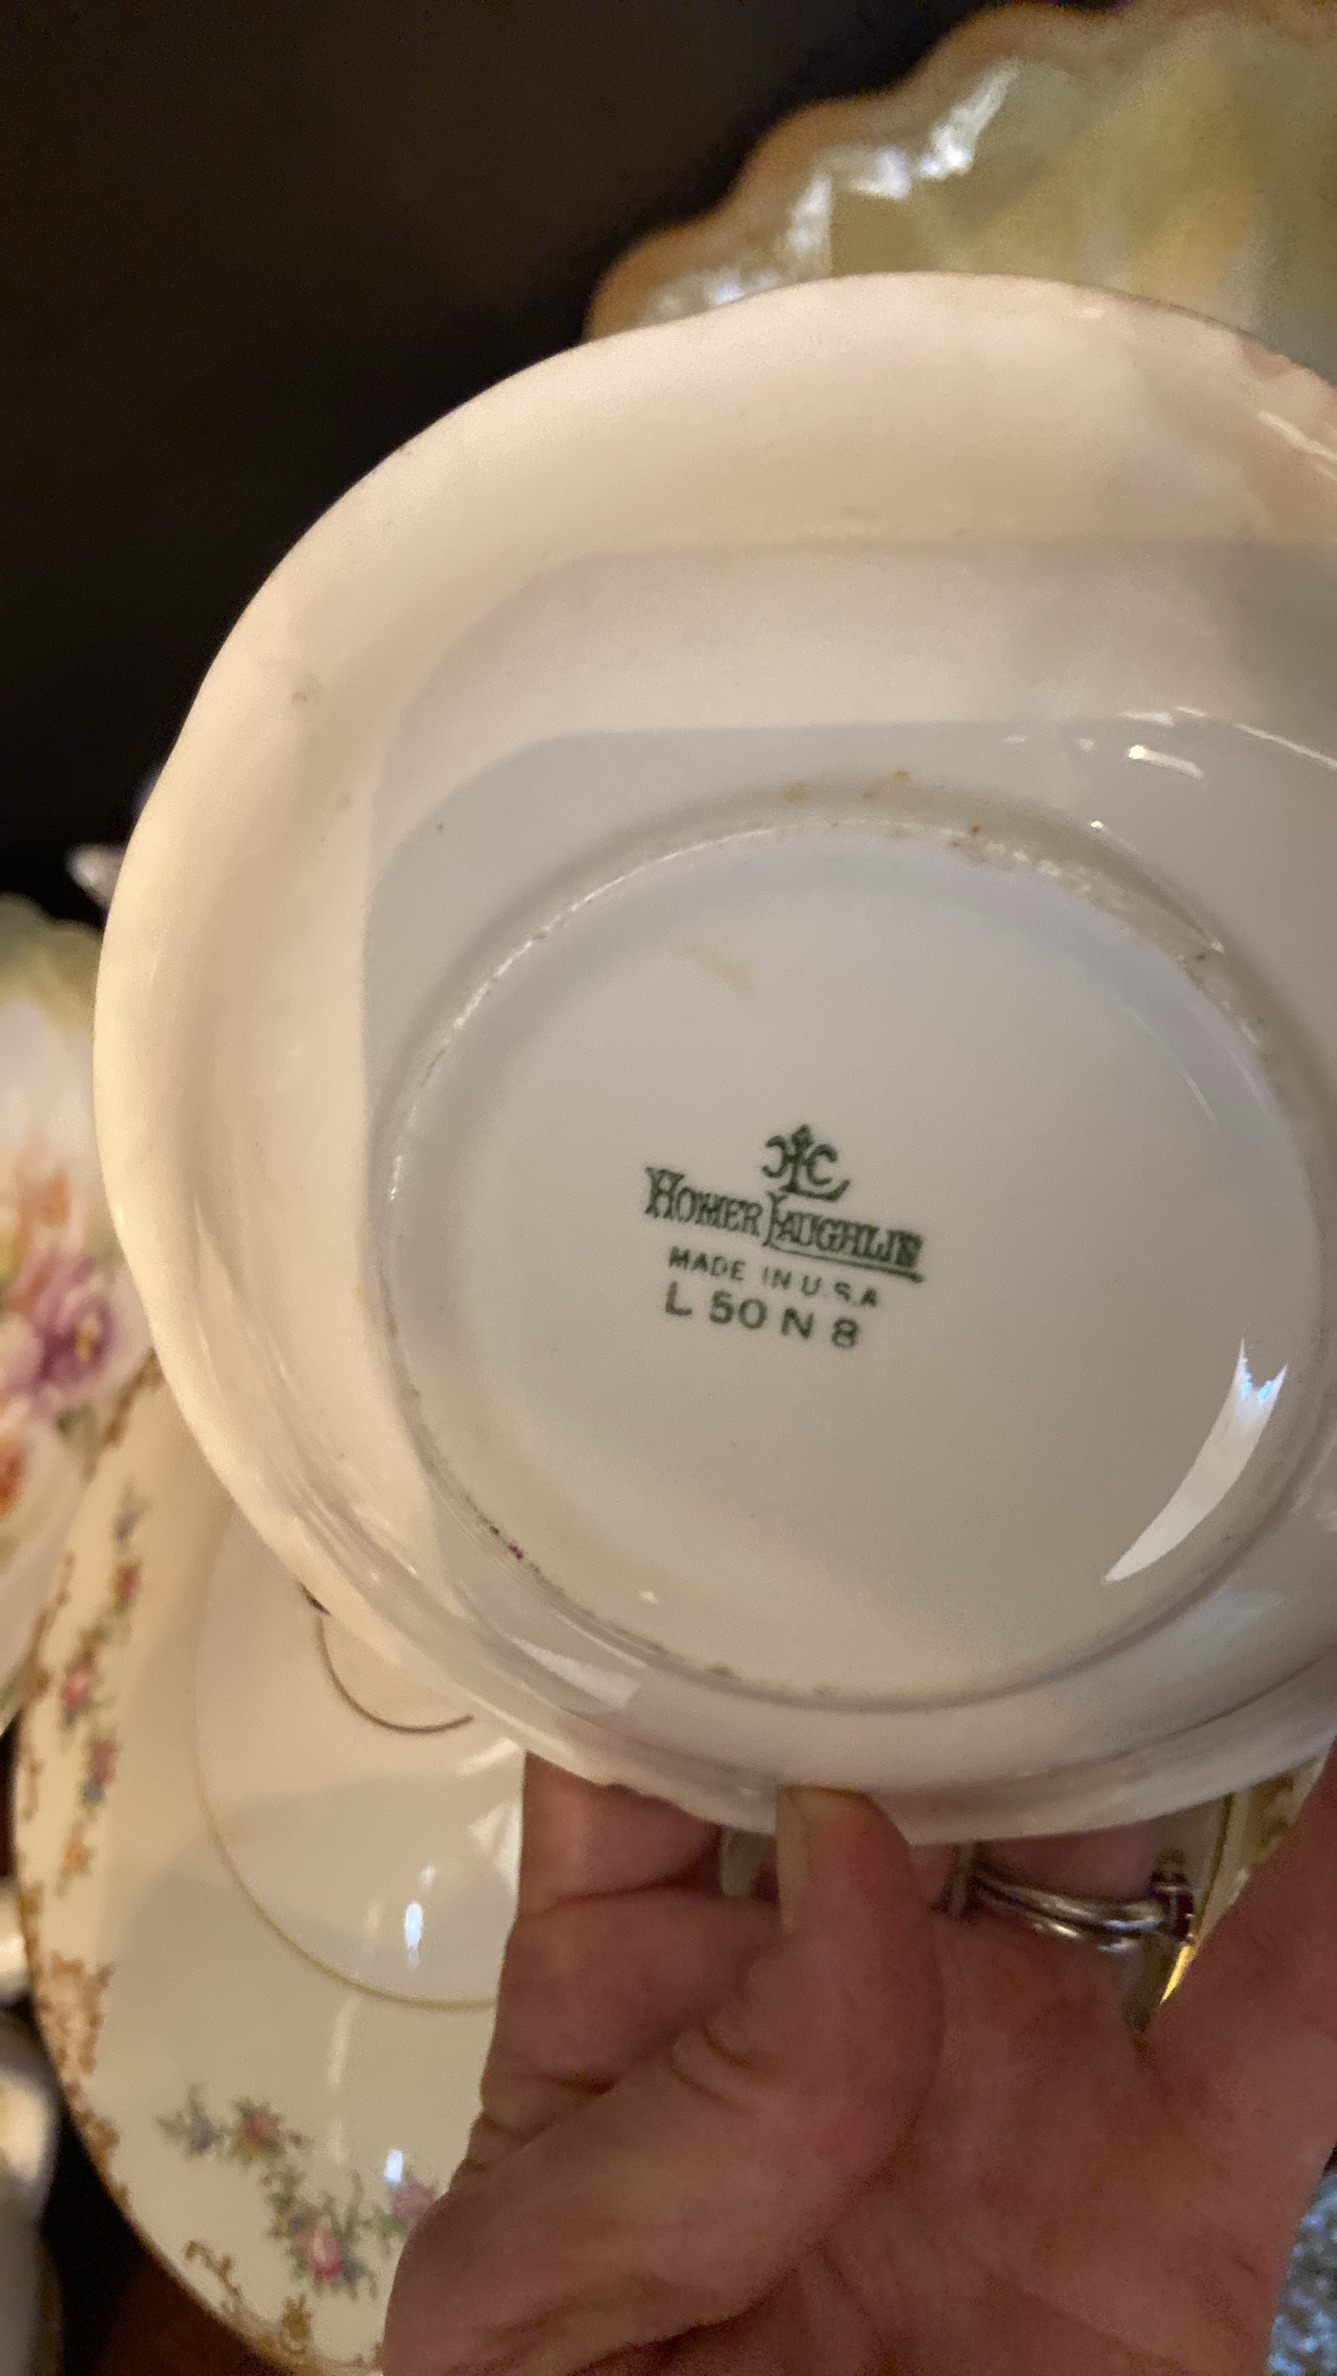 HLC
HOMER LAUGHLIN
MADE IN U.S.A.
L 50 N 8